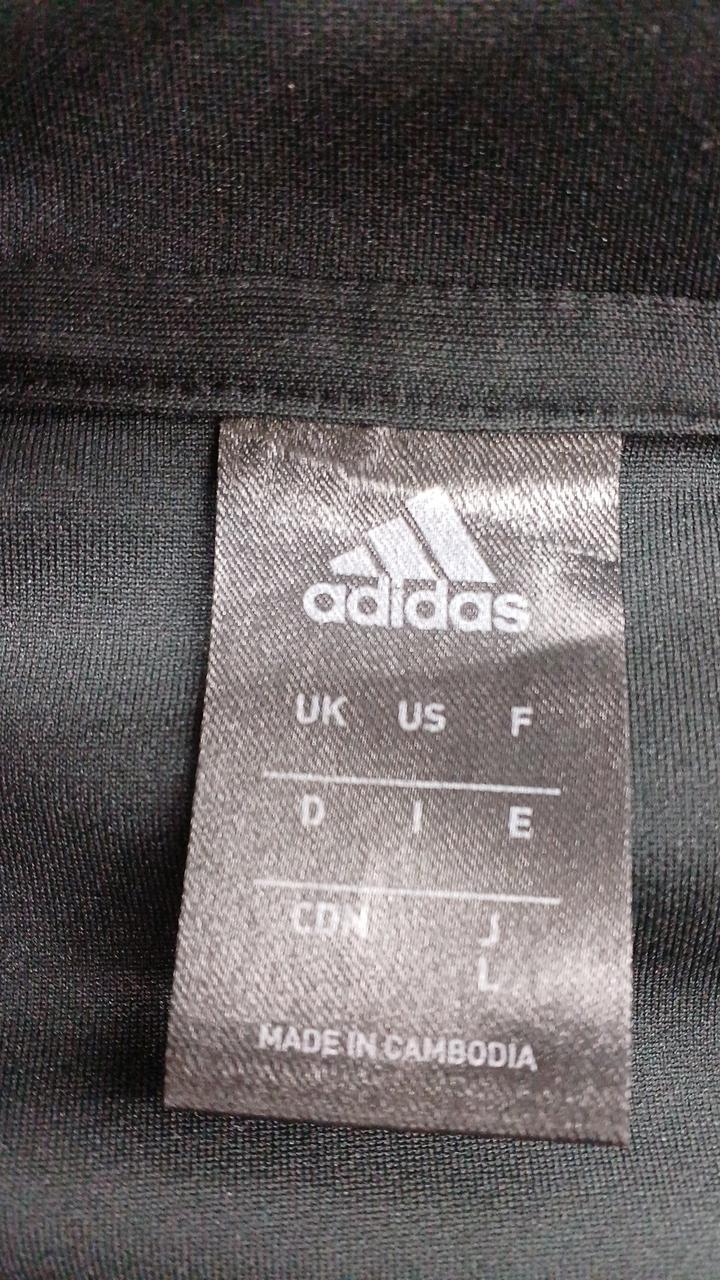 adidas
UK US F
D I E
CDN J
L
MADE IN CAMBODIA